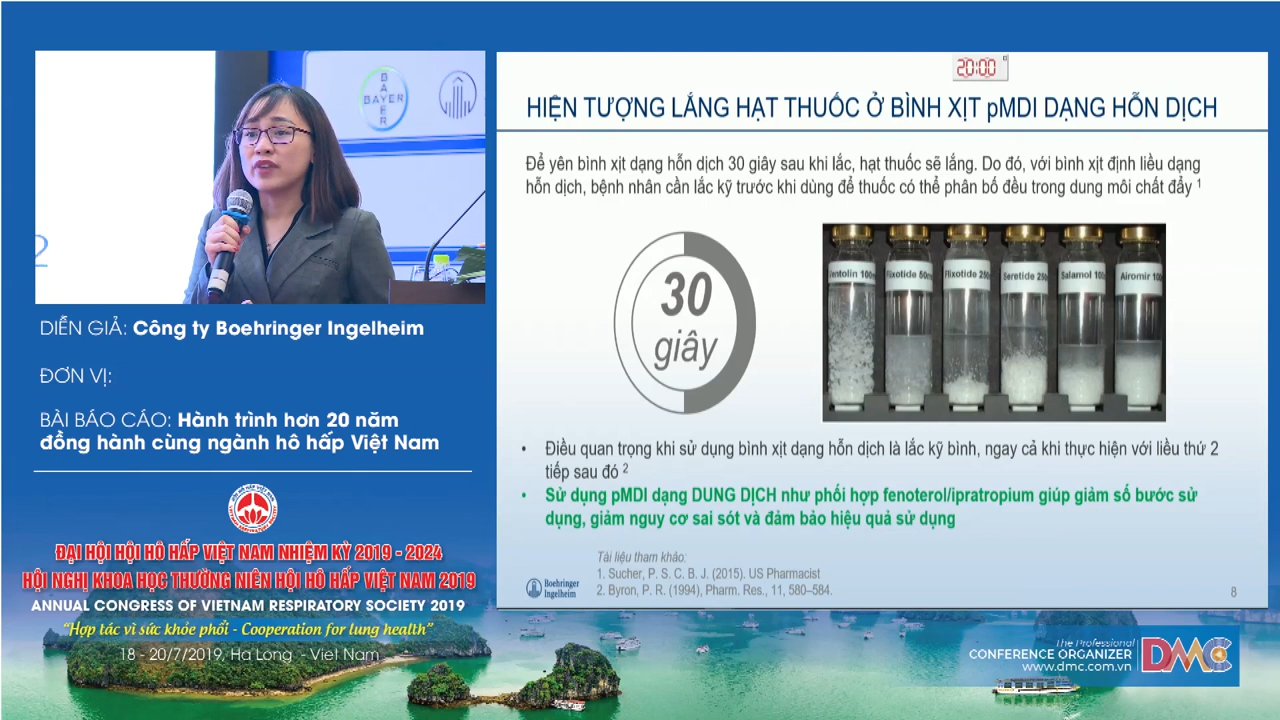 BAYER
2
DIỄN GIẢ: Công ty Boehringer Ingelheim
ĐƠN VỊ:
BÀI BÁO CÁO: Hành trình hơn 20 năm
đồng hành cùng ngành hô hấp Việt Nam
ĐẠI HỘI HỘI HÔ HẤP VIỆT NAM NHIỆM KỲ 2019 - 2024
HỘI NGHỊ KHOA HỌC THƯỜNG NIÊN HỘI HÔ HẤP VIỆT NAM 2019
ANNUAL CONGRESS OF VIETNAM RESPIRATORY SOCIETY 2019
“Hợp tác vì sức khỏe phổi - Cooperation for lung health”
18 - 20/7/2019, Ha Long - Viet Nam
20:00
HIỆN TƯỢNG LẮNG HẠT THUỐC Ở BÌNH XỊT pMDI DẠNG HỖN DỊCH
Để yên bình xịt dạng hỗn dịch 30 giây sau khi lắc, hạt thuốc sẽ lắng. Do đó, với bình xịt định liều dạng
hỗn dịch, bệnh nhân cần lắc kỹ trước khi dùng để thuốc có thể phân bố đều trong dung môi chất đẩy 1
30
giây
Ventolin 100m Flixotide 50m Flixotide 250 Seretide 250 Salamol 100 Airomir 100
• Điều quan trọng khi sử dụng bình xịt dạng hỗn dịch là lắc kỹ bình, ngay cả khi thực hiện với liều thứ 2
tiếp sau đó 2
• Sử dụng pMDI dạng DUNG DỊCH như phối hợp fenoterol/ipratropium giúp giảm số bước sử
dụng, giảm nguy cơ sai sót và đảm bảo hiệu quả sử dụng
Tài liệu tham khảo:
1. Sucher, P. S. C. B. J. (2015). US Pharmacist
2. Byron, P. R. (1994), Pharm. Res., 11, 580–584.
Boehringer
Ingelheim
8
The Professional
CONFERENCE ORGANIZER
www.dmc.com.vn
DMC